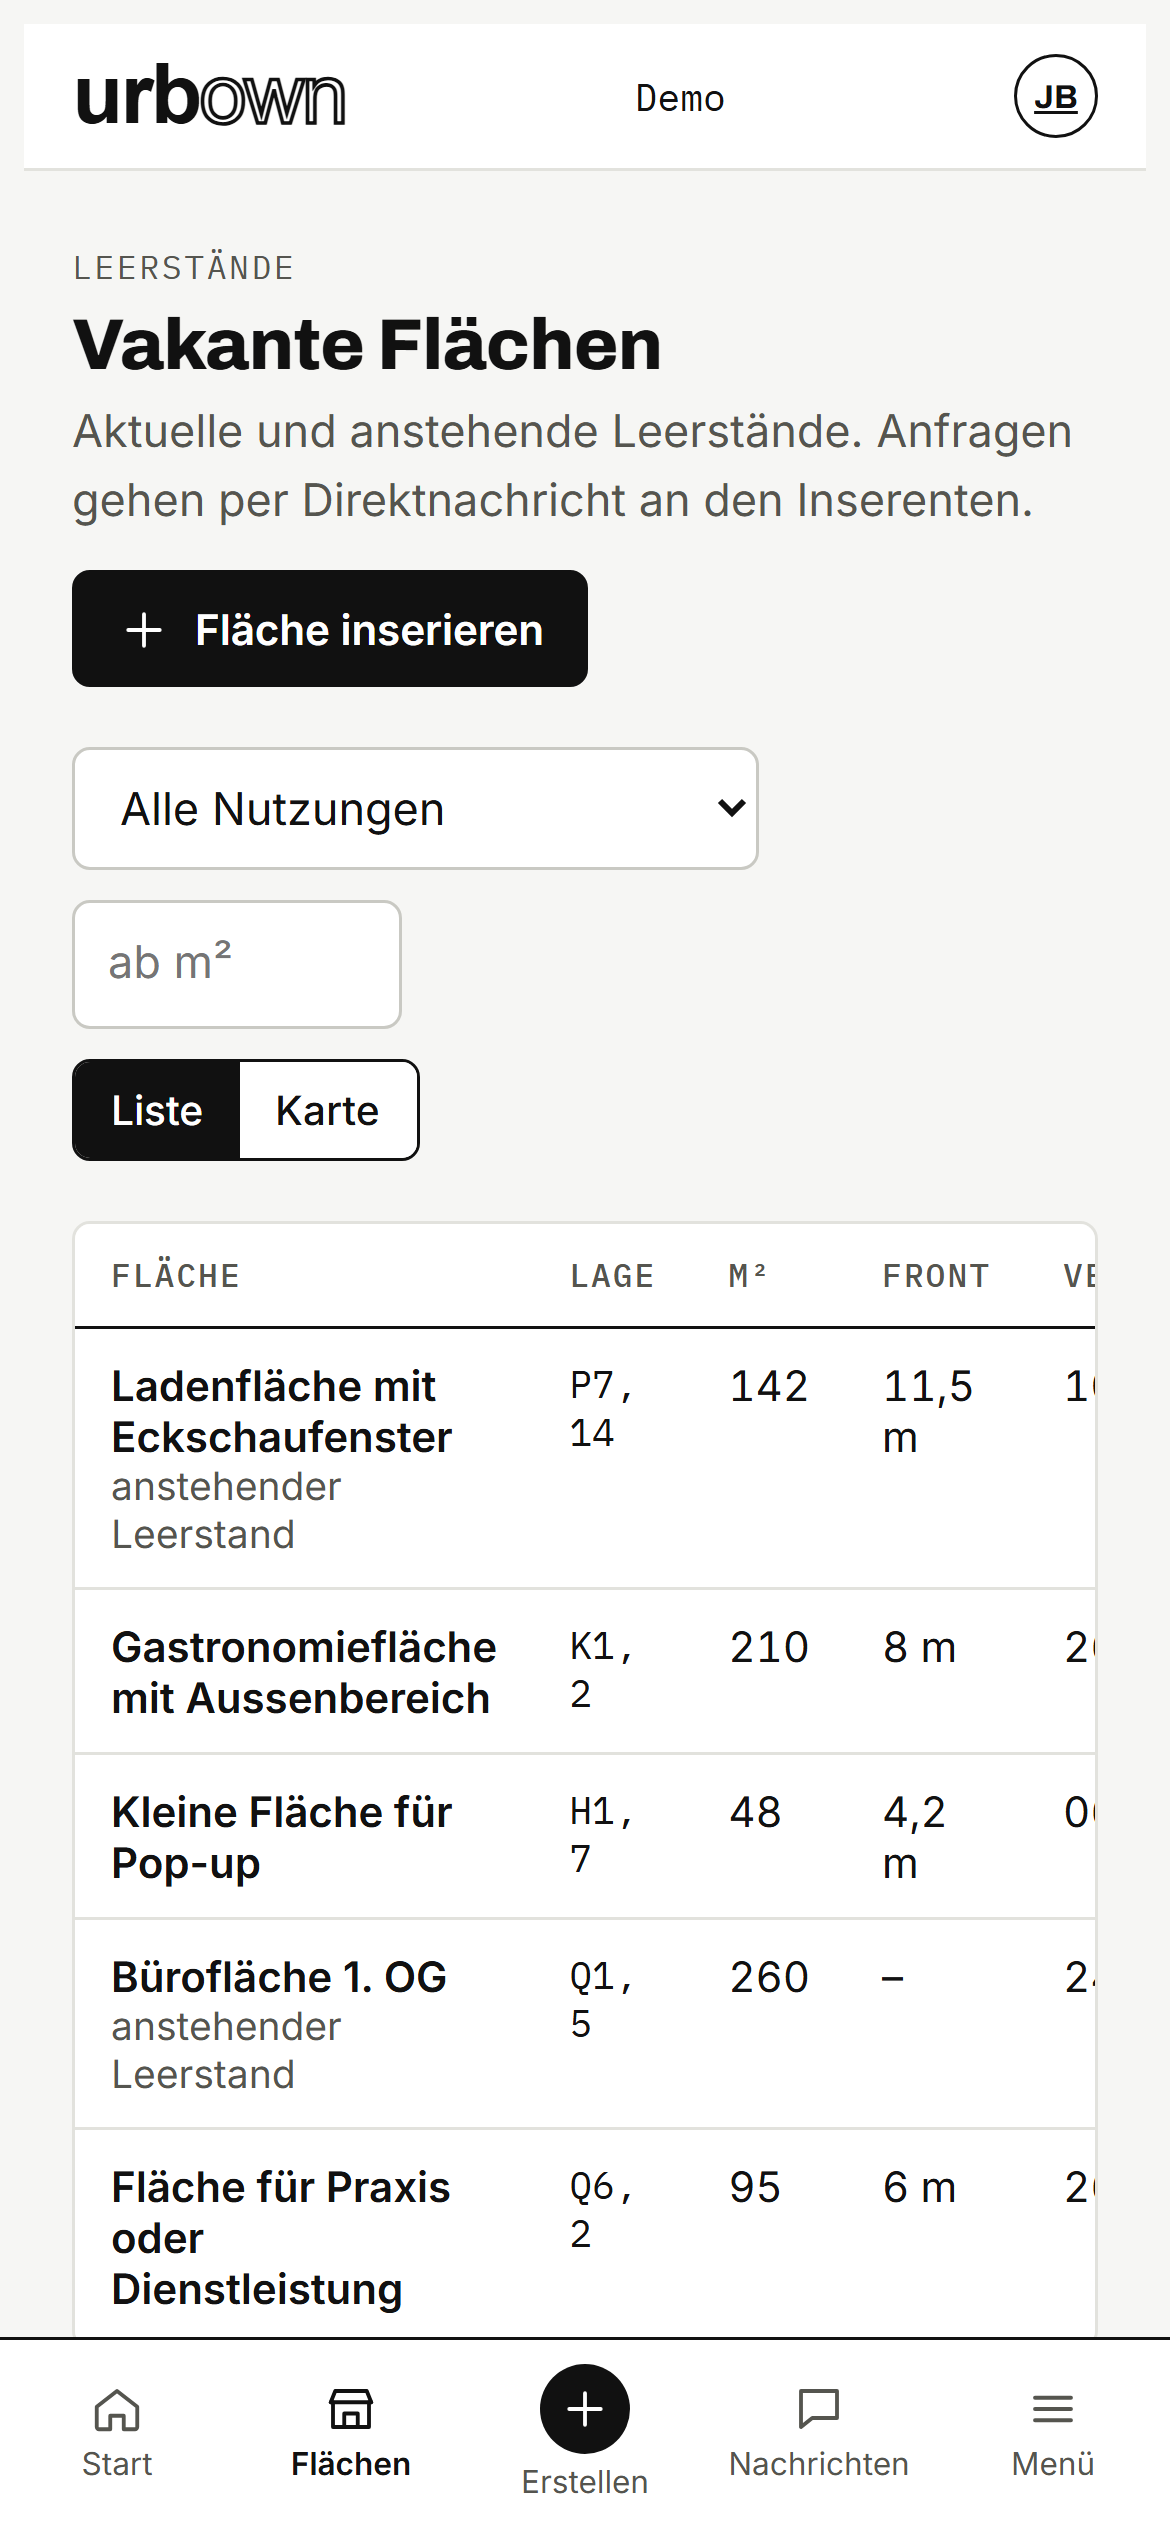 urbown
Demo
JB
LEERSTÄNDE
Vakante Flächen
Aktuelle und anstehende Leerstände. Anfragen
gehen per Direktnachricht an den Inserenten.
+ Fläche inserieren
Alle Nutzungen
ab m²
Liste Karte
FLÄCHE LAGE M² FRONT
Ladenfläche mit P7, 142 11,5
Eckschaufenster 14 m
anstehender
Leerstand
Gastronomiefläche K1, 210 8 m
mit Aussenbereich 2
Kleine Fläche für H1, 48 4,2
Pop-up 7 m
Bürofläche 1. OG Q1, 260 –
anstehender 5
Leerstand
Fläche für Praxis Q6, 95 6 m
oder 2
Dienstleistung
Start Flächen Erstellen Nachrichten Menü